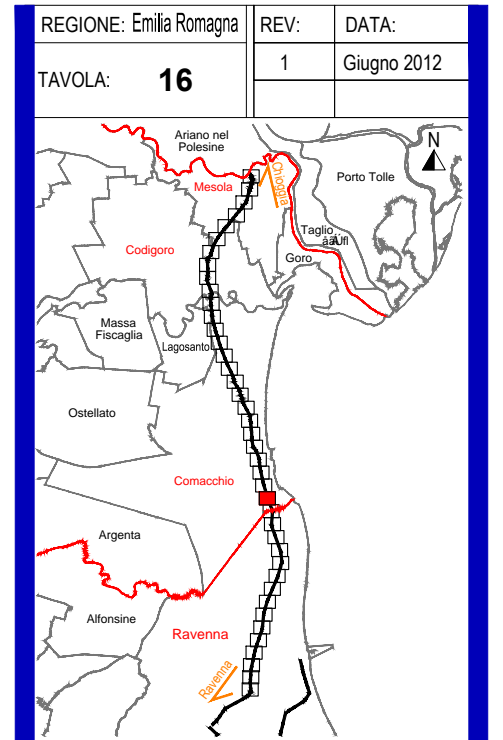 REGIONE: Emilia Romagna
REV:
DATA:
TAVOLA: 16
1
Giugno 2012
Ariano nel
Polesine
N
Mesola
Chioggia
Porto Tolle
Codigoro
Taglio
Goro
Massa
Fiscaglia
Lagosanto
Ostellato
Comacchio
Argenta
Alfonsine
Ravenna
Ravenna